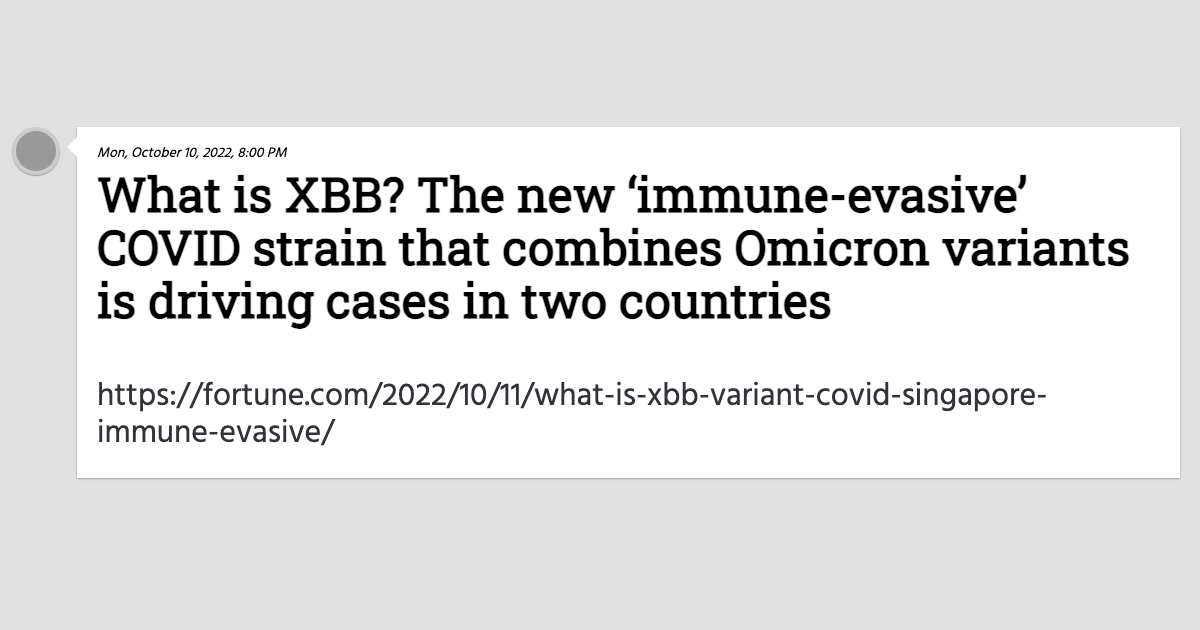 Mon, October 10, 2022, 8:00 PM
What is XBB? The new ‘immune-evasive’
COVID strain that combines Omicron variants
is driving cases in two countries
https://fortune.com/2022/10/11/what-is-xbb-variant-covid-singapore-
immune-evasive/